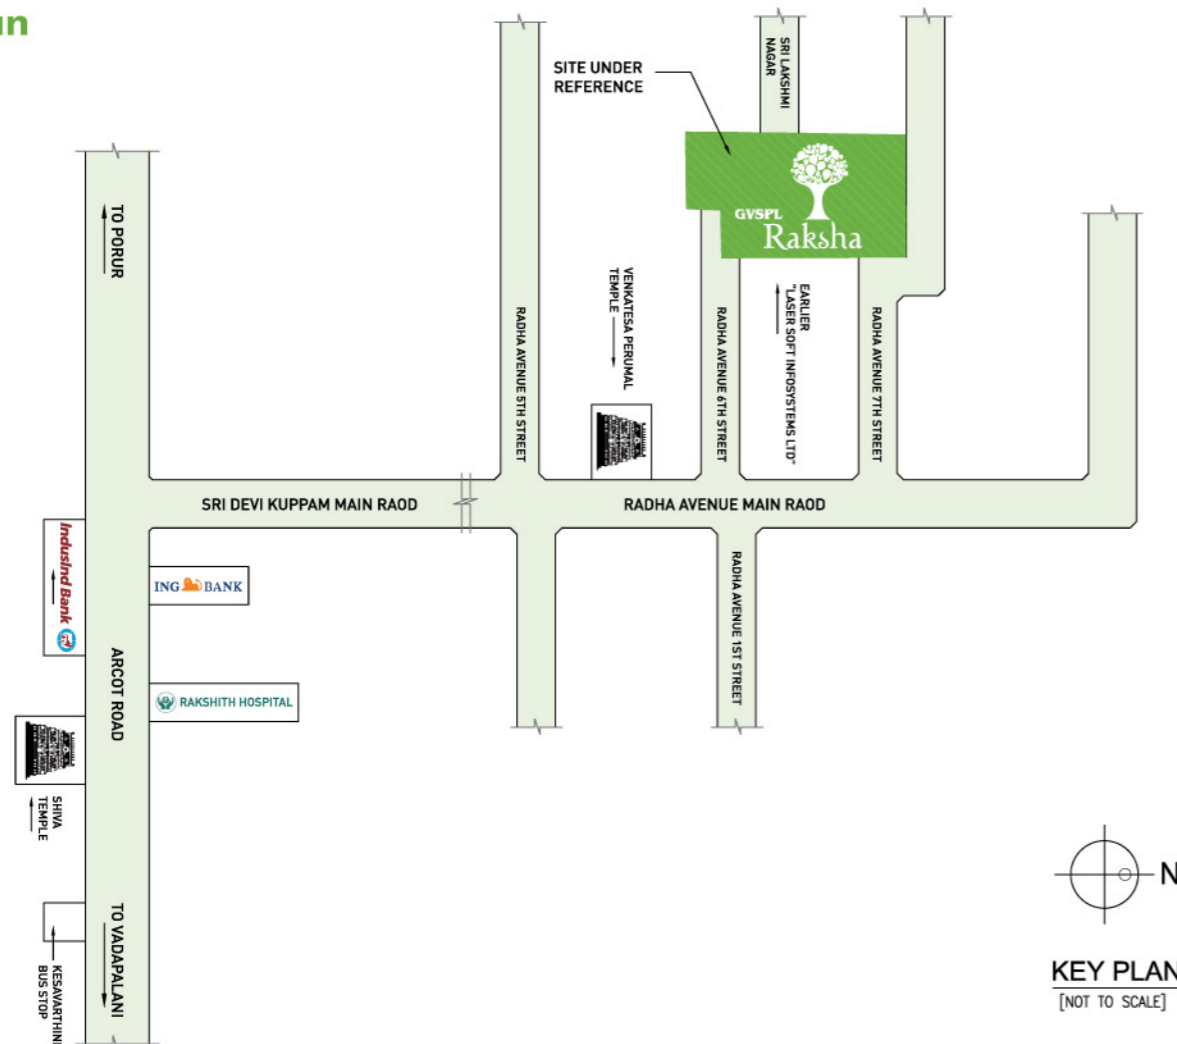 SITE UNDER
REFERENCE
SRI LAKSHMI
NAGAR
GVSPL
Raksha
TO PORUR
VENKATESA PERUMAL
TEMPLE
EARLIER
"LASER SOFT INFOSYSTEMS LTD"
RADHA AVENUE 5TH STREET
RADHA AVENUE 6TH STREET
RADHA AVENUE 7TH STREET
SRI DEVI KUPPAM MAIN RAOD
RADHA AVENUE MAIN RAOD
IndusInd Bank
ING BANK
RADHA AVENUE 1ST STREET
ARCOT ROAD
RAKSHITH HOSPITAL
SHIVA
TEMPLE
TO VADAPALANI
KESAVARTHINI
BUS STOP
N
KEY PLAN
[NOT TO SCALE]